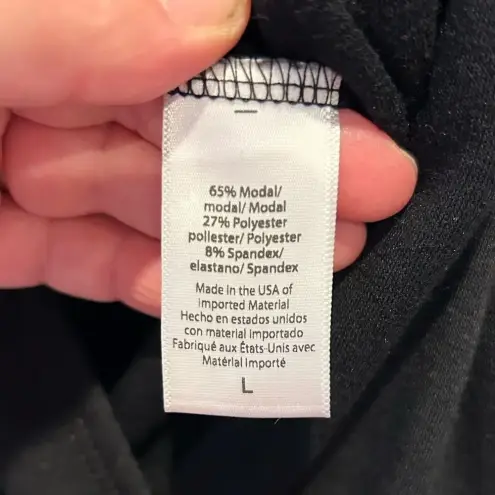 65% Modal/
modal/ Modal
27% Polyester
poliester/ Polyester
8% Spandex/
elastano/ Spandex
Made in the USA of
Imported Material
Hecho en estados unidos
con material importado
Fabriqué aux États-Unis avec
Matérial Importé
L